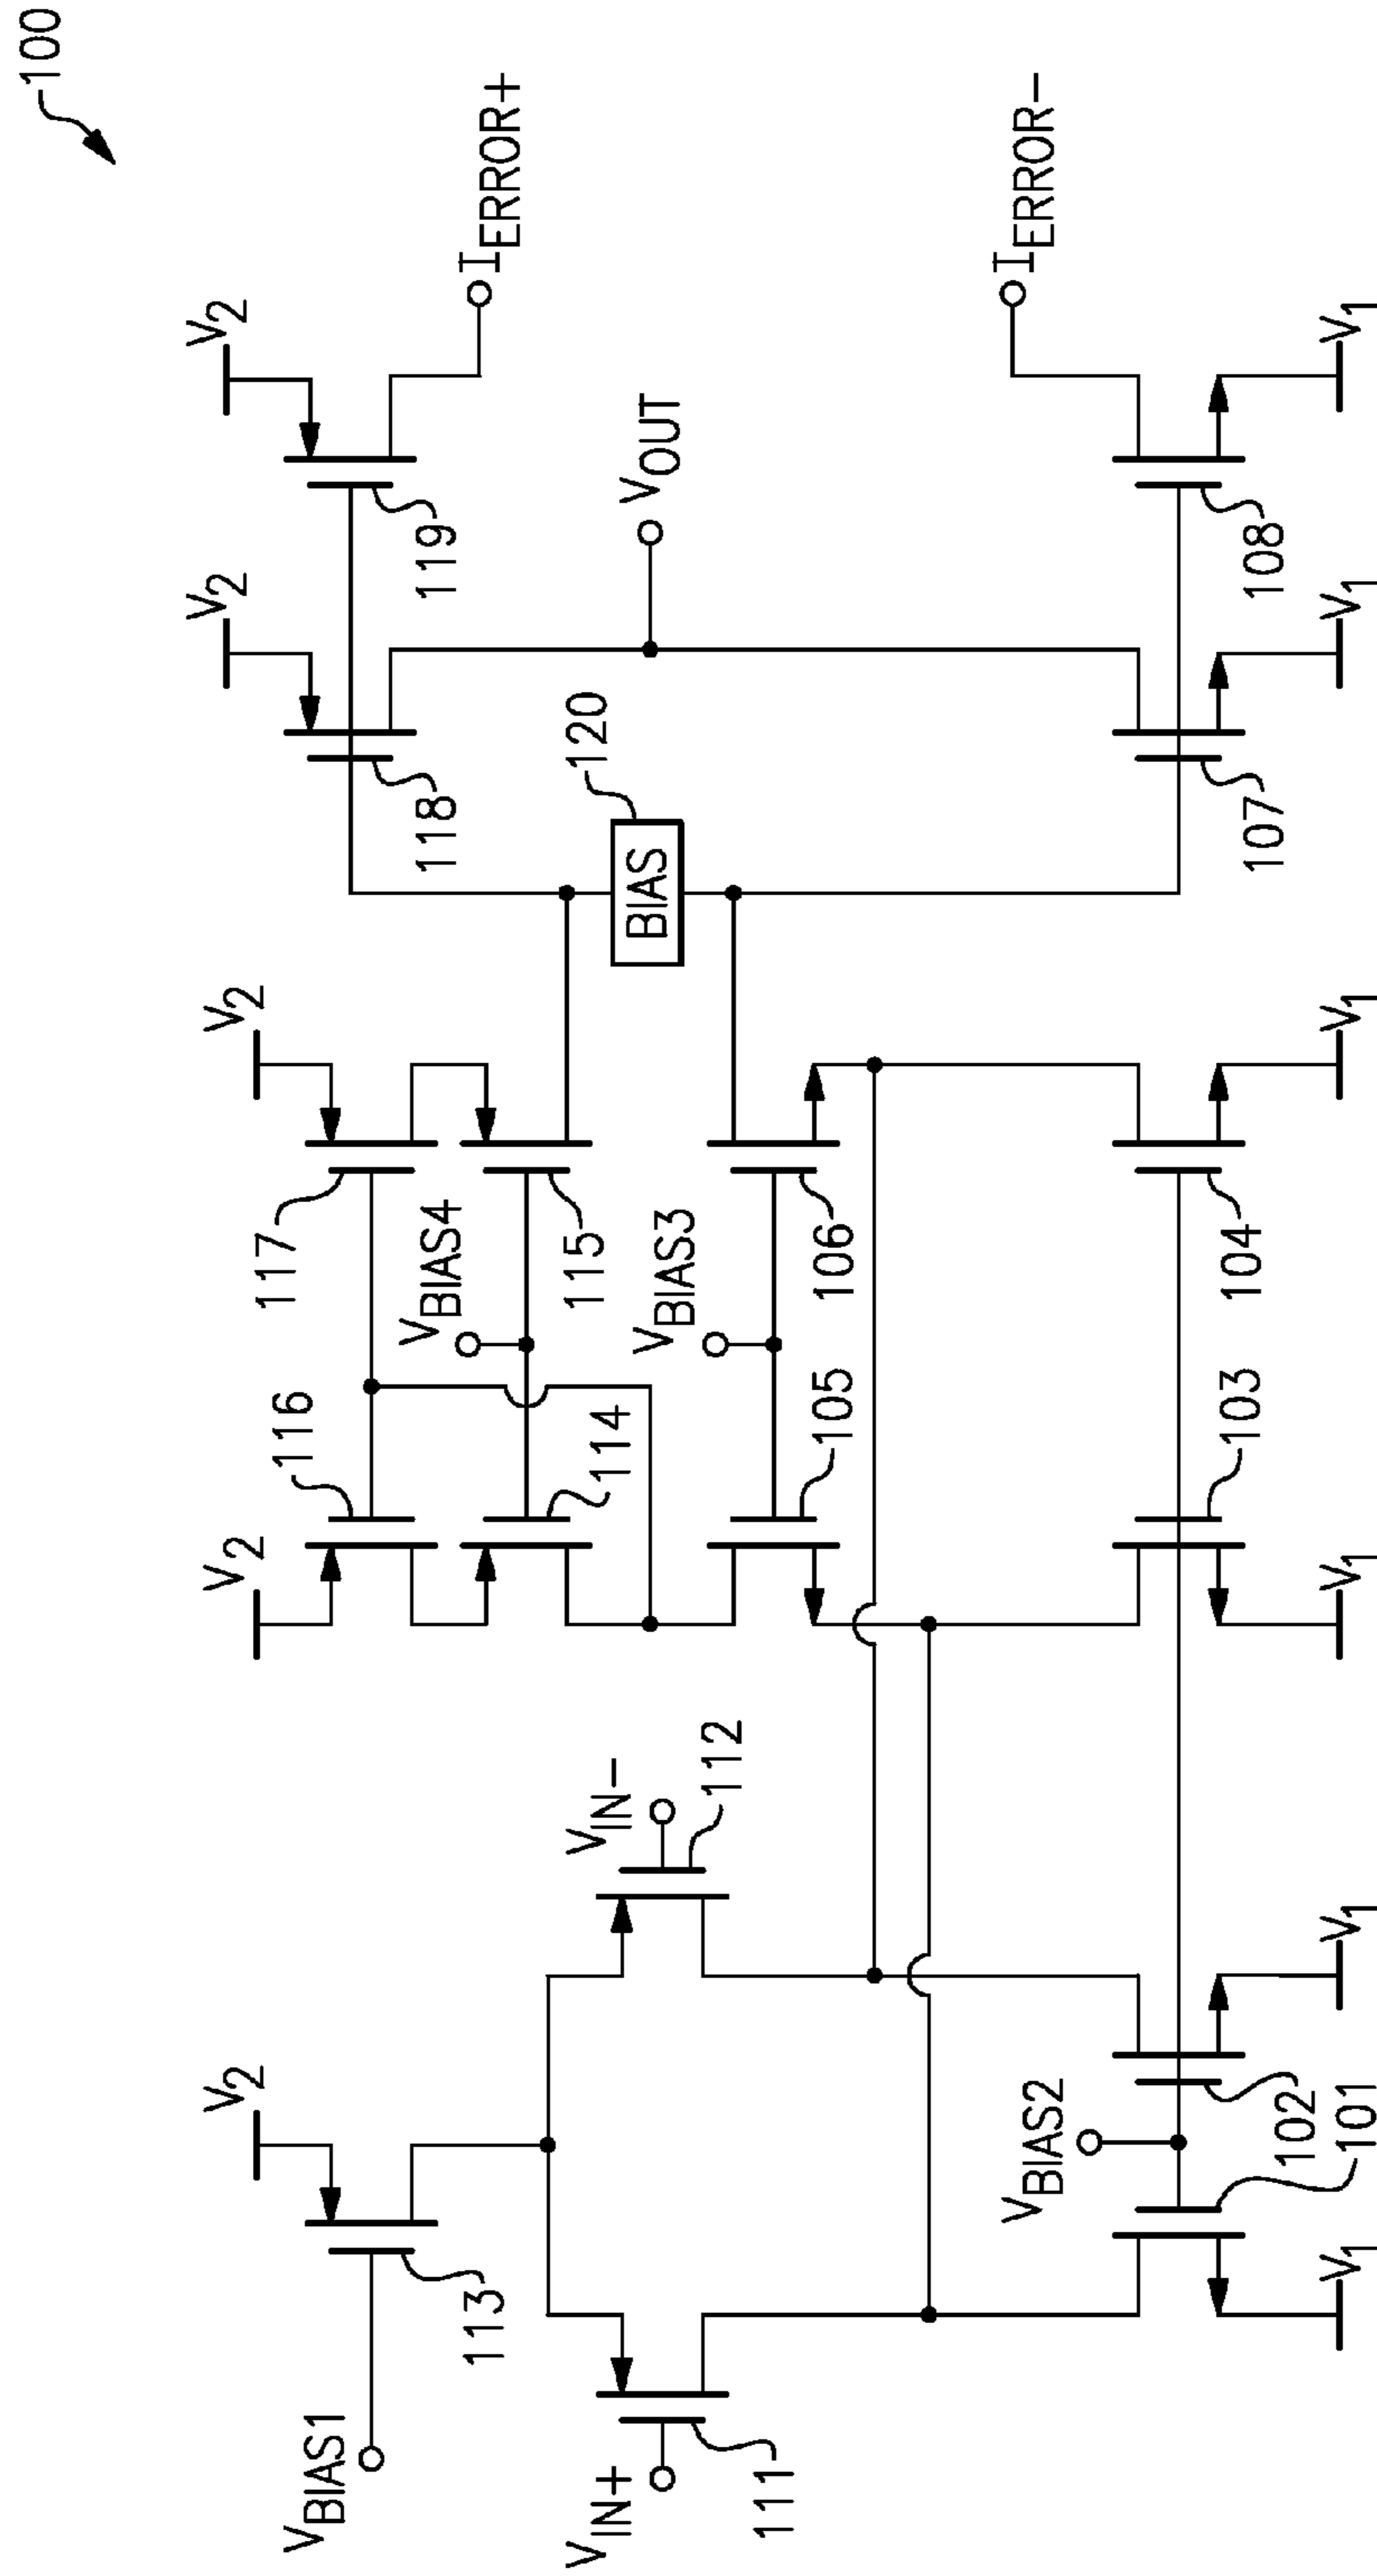 100
V2
V2
V2
V2
V2
VBIAS1
113
116
117
118
119
IERROR+
VBIAS4
114
115
VIN+
111
VIN-
112
120
BIAS
VOUT
VBIAS3
105
106
IERROR-
VBIAS2
101
102
103
104
107
108
V1
V1
V1
V1
V1
V1